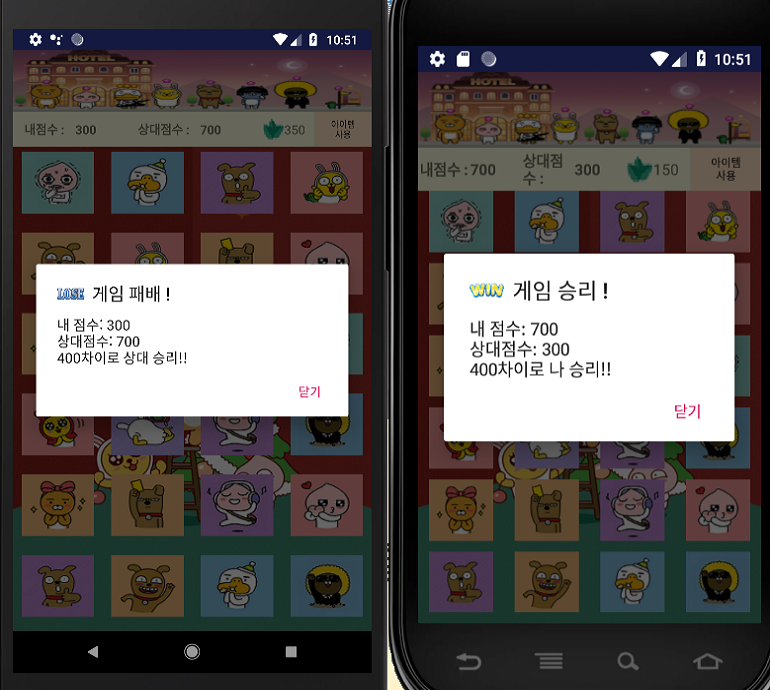 10:51
HOTEL
내점수 : 300 상대점수 : 700 350 아이템
사용
LOSE 게임 패배 !
내 점수: 300
상대점수: 700
400차이로 상대 승리!!
닫기
10:51
HOTEL
내점수 : 700 상대점
수 : 300 150 아이템
사용
WIN 게임 승리 !
내 점수: 700
상대점수: 300
400차이로 나 승리!!
닫기